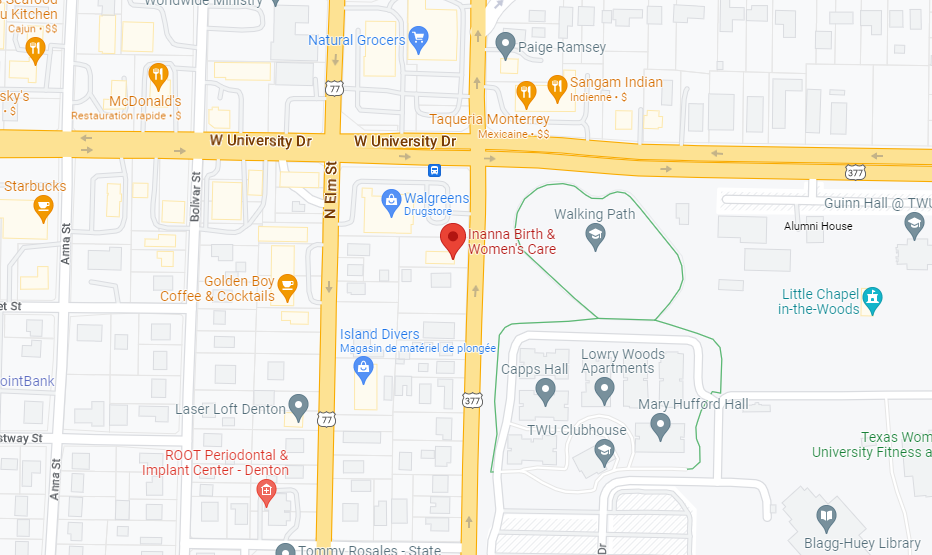 Seafood
u Kitchen
Cajun • $$
Worldwide Ministry
Natural Grocers
77
Paige Ramsey
McDonald's
Restauration rapide • $
sky's
• $
Sangam Indian
Indienne • $
Taqueria Monterrey
Mexicaine • $$
W University Dr
W University Dr
377
Starbucks
Bolivar St
N Elm St
Walgreens
Drugstore
Walking Path
Guinn Hall @ TWU
Alumni House
Anna St
Inanna Birth &
Women's Care
Golden Boy
Coffee & Cocktails
et St
Little Chapel
in-the-Woods
Island Divers
Magasin de matériel de plongée
Capps Hall
Lowry Woods
Apartments
ointBank
Laser Loft Denton
77
377
Mary Hufford Hall
TWU Clubhouse
stway St
Texas Wom
University Fitness a
ROOT Periodontal &
Implant Center - Denton
Anna St
Dr
Blagg-Huey Library
Tommy Rosales - State